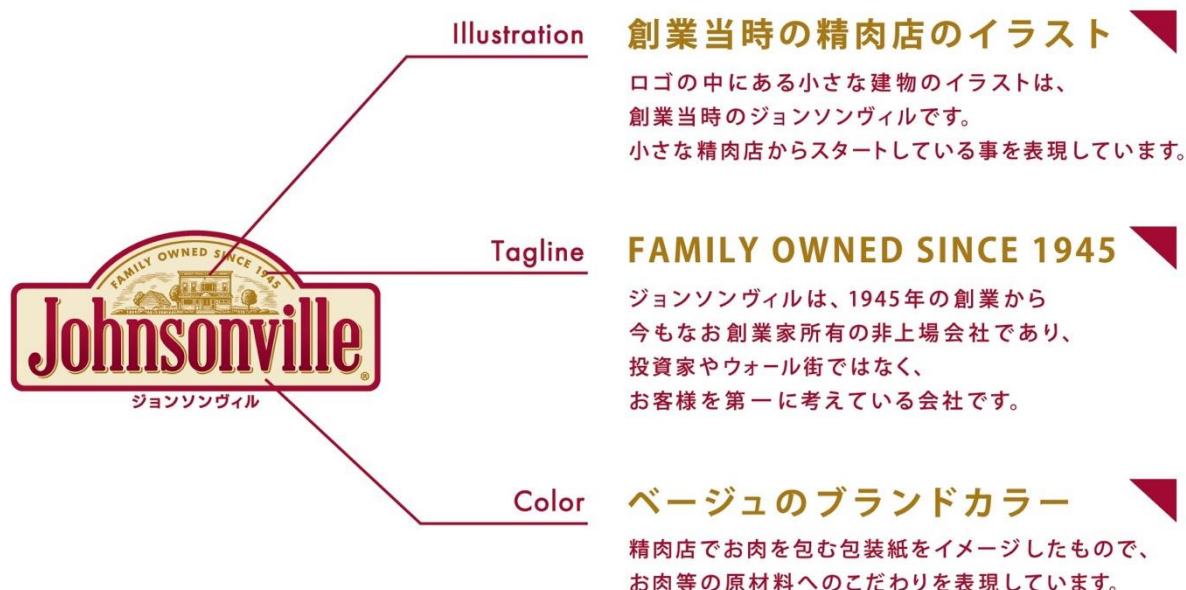 Illustration
創業当時の精肉店のイラスト
ロゴの中にある小さな建物のイラストは、
創業当時のジョンソンヴィルです。
小さな精肉店からスタートしている事を表現しています。
FAMILY OWNED SINCE 1945
Johnsonville®
ジョンソンヴィル
Tagline
FAMILY OWNED SINCE 1945
ジョンソンヴィルは、1945年の創業から
今もなお創業家所有の非上場会社であり、
投資家やウォール街ではなく、
お客様を第一に考えている会社です。
Color
ベージュのブランドカラー
精肉店でお肉を包む包装紙をイメージしたもので、
お肉等の原材料へのこだわりを表現しています。